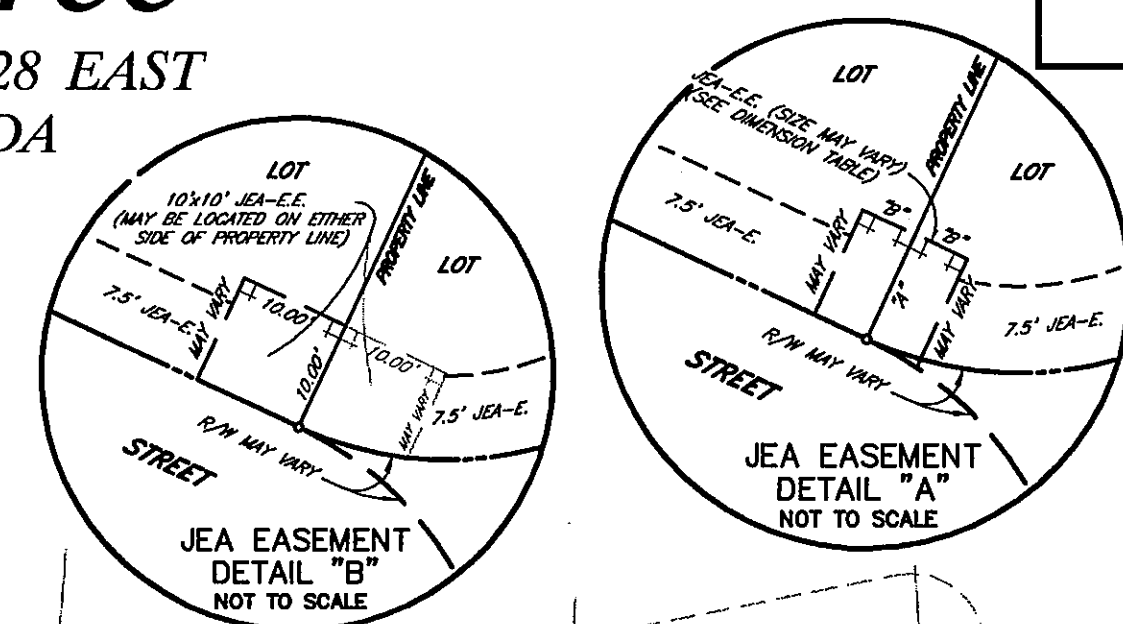 28 EAST
DA
LOT
10'x10' JEA-E.E.
(MAY BE LOCATED ON EITHER
SIDE OF PROPERTY LINE)
PROPERTY LINE
LOT
7.5' JEA-E.
MAY VARY
10.00'
10.00'
10.00'
MAY VARY
7.5' JEA-E.
R/W MAY VARY
STREET
JEA EASEMENT
DETAIL "B"
NOT TO SCALE
LOT
JEA-E.E. (SIZE MAY VARY)
(SEE DIMENSION TABLE)
PROPERTY LINE
LOT
7.5' JEA-E.
MAY VARY
"B"
"B"
"A"
MAY VARY
7.5' JEA-E.
R/W MAY VARY
STREET
JEA EASEMENT
DETAIL "A"
NOT TO SCALE